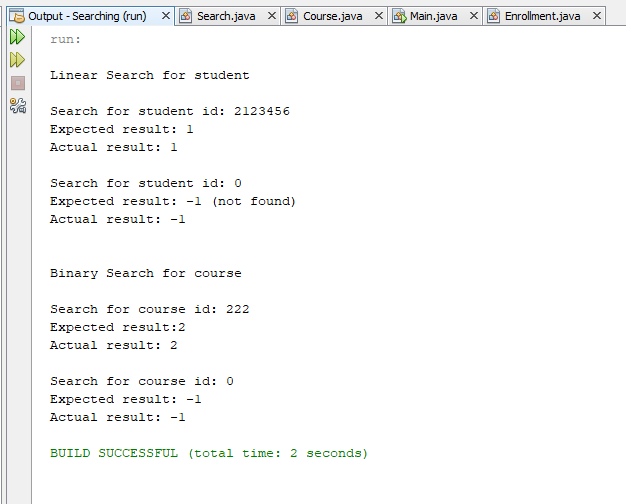 Output - Searching (run)
Search.java
Course.java
Main.java
Enrollment.java
run:
Linear Search for student
Search for student id: 2123456
Expected result: 1
Actual result: 1
Search for student id: 0
Expected result: -1 (not found)
Actual result: -1
Binary Search for course
Search for course id: 222
Expected result:2
Actual result: 2
Search for course id: 0
Expected result: -1
Actual result: -1
BUILD SUCCESSFUL (total time: 2 seconds)